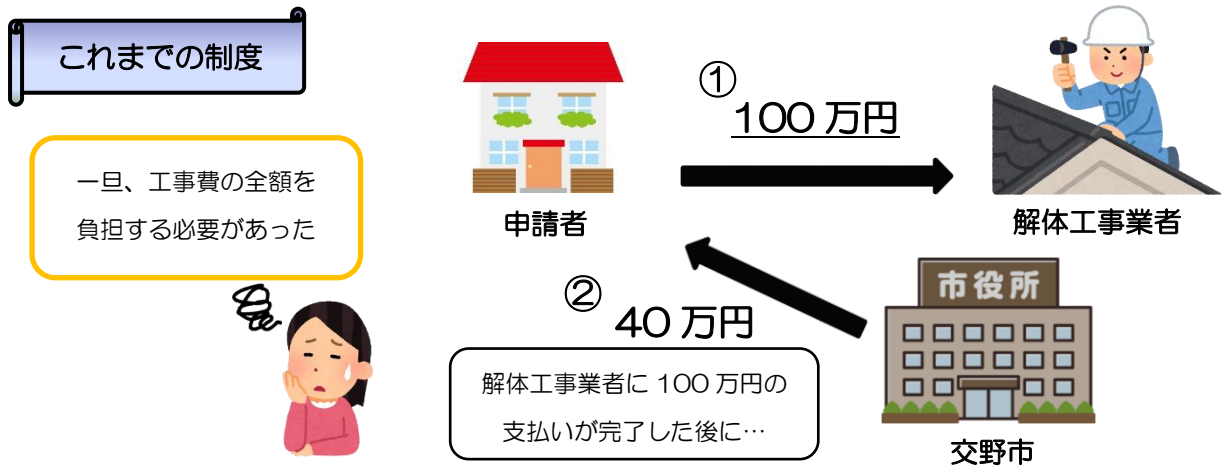 これまでの制度
一旦、工事費の全額を
負担する必要があった
①
100万円
申請者
解体工事業者
②
40万円
解体工事業者に100万円の
支払いが完了した後に…
市役所
交野市